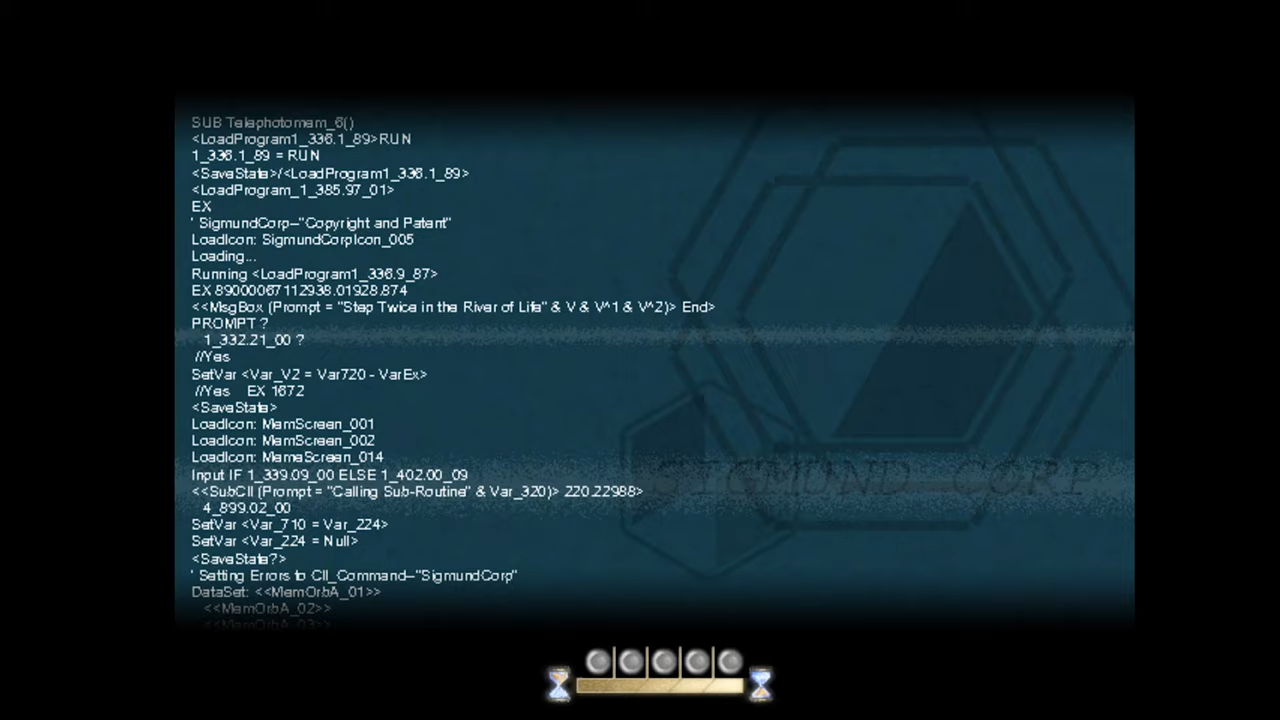 SUB Telephotomem_6()
<LoadProgram1_336.1_89>RUN
1_336.1_89 = RUN
<SaveState>/<LoadProgram1_336.1_89>
<LoadProgram_1_385.97_01>
EX
' SigmundCorp--"Copyright and Patent"
LoadIcon: SigmundCorpIcon_005
Loading...
Running <LoadProgram1_336.9_87>
EX 89000067112938.01928.874
<<MsgBox (Prompt = "Step Twice in the River of Life" & V & V^1 & V^2)> End>
PROMPT ?
1_332.21_00 ?
//Yes
SetVar <Var_V2 = Var720 - VarEx>
//Yes EX 1672
<SaveState>
LoadIcon: MemScreen_001
LoadIcon: MemScreen_002
LoadIcon: MemeScreen_014
Input IF 1_339.09_00 ELSE 1_402.00_09
<<SubCll (Prompt = "Calling Sub-Routine" & Var_320)> 220.22988>
4_899.02_00
SetVar <Var_710 = Var_224>
SetVar <Var_224 = Null>
<SaveState?>
' Setting Errors to Cll_Command--"SigmundCorp"
DataSet: <<MemOrbA_01>>
<<MemOrbA_02>>
<<MemOrbA_03>>
SIGMUND CORP